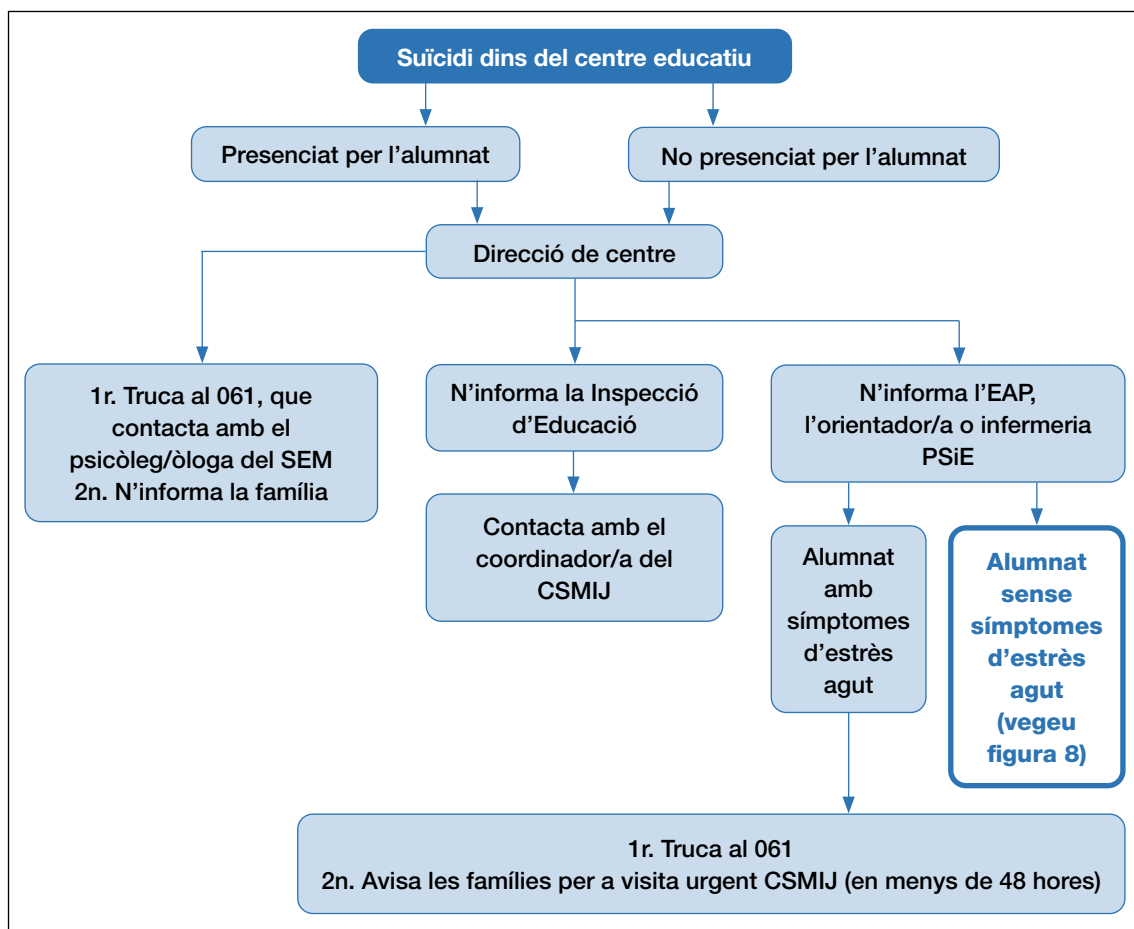 Suïcidi dins del centre educatiu
Presenciat per l'alumnat
No presenciat per l'alumnat
Direcció de centre
1r. Truca al 061, que
contacta amb el
psicòleg/òloga del SEM
2n. N'informa la família
N'informa la Inspecció
d'Educació
N'informa l'EAP,
l'orientador/a o infermeria
PSiE
Contacta amb el
coordinador/a del
CSMIJ
Alumnat
amb
símptomes
d'estrès
agut
Alumnat
sense
símptomes
d'estrès
agut
(vegeu
figura 8)
1r. Truca al 061
2n. Avisa les famílies per a visita urgent CSMIJ (en menys de 48 hores)